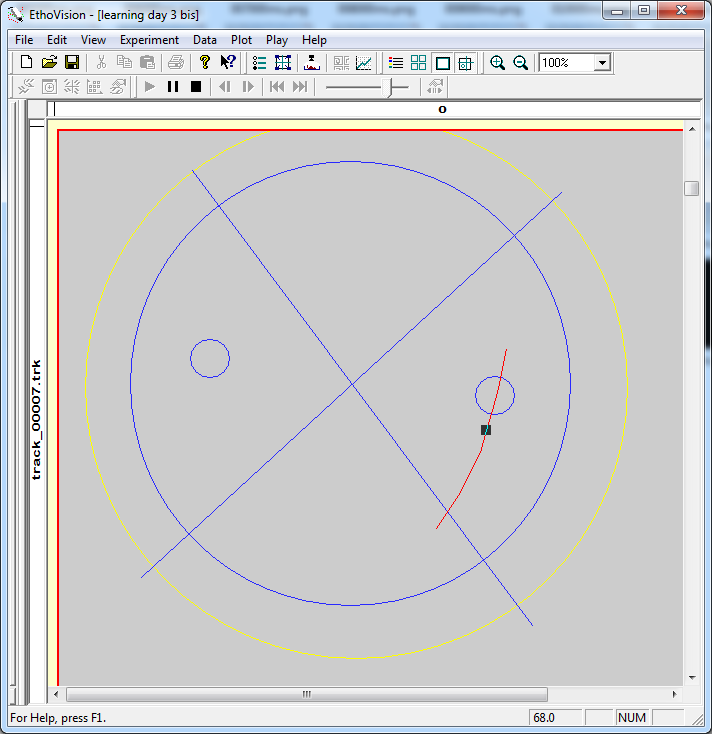 EthoVision - [learning day 3 bis]
File Edit View Experiment Data Plot Play Help
100%
0
track_00007.trk
For Help, press F1.
68.0
NUM